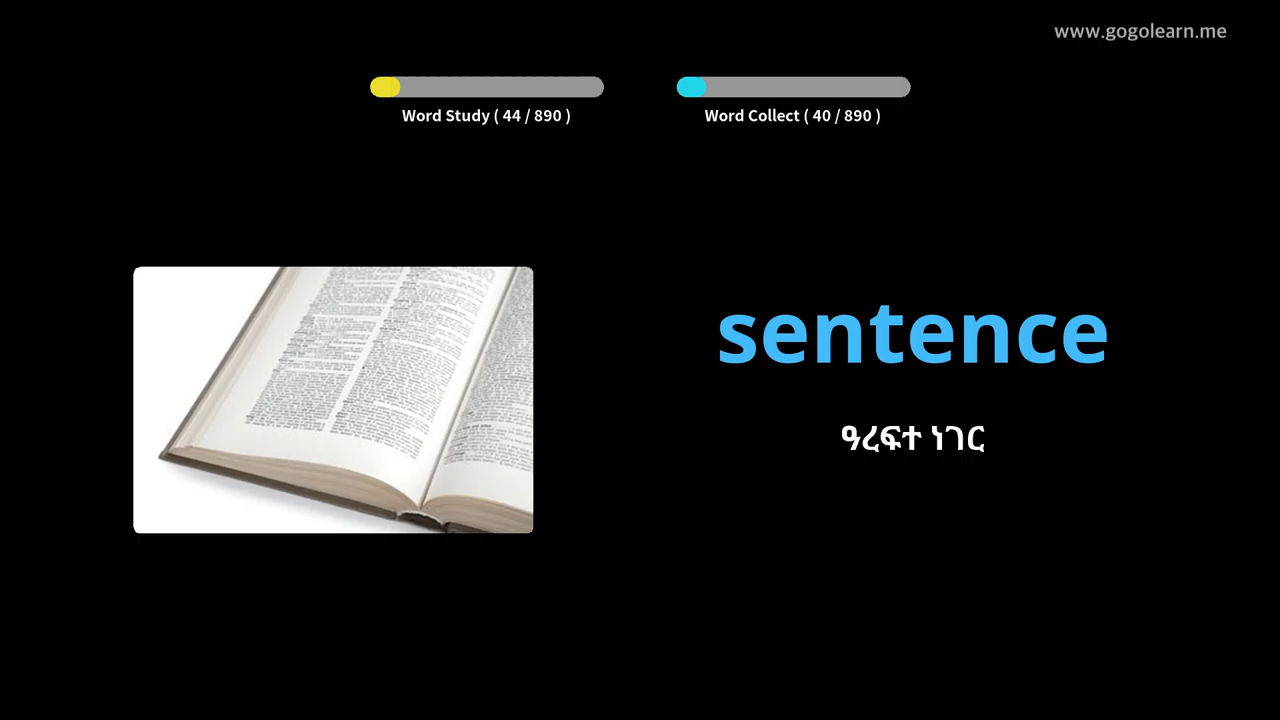 www.gogolearn.me
Word Study ( 44 / 890 )
Word Collect ( 40 / 890 )
sentence
ዓረፍተ ነገር